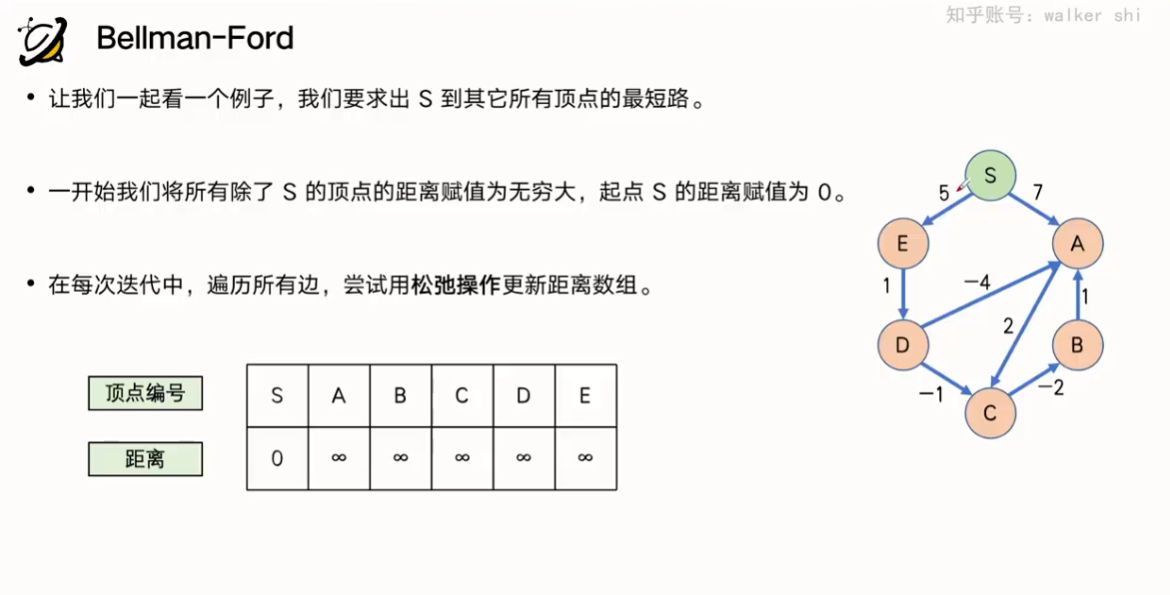 知乎账号：walker shi
Bellman-Ford
• 让我们一起看一个例子，我们要求出 S 到其它所有顶点的最短路。
• 一开始我们将所有除了 S 的顶点的距离赋值为无穷大，起点 S 的距离赋值为 0。
• 在每次迭代中，遍历所有边，尝试用松弛操作更新距离数组。
S
5 7
E A
1 -4 2 1
D B
-1 -2
C
顶点编号 S A B C D E
距离 0 ∞ ∞ ∞ ∞ ∞